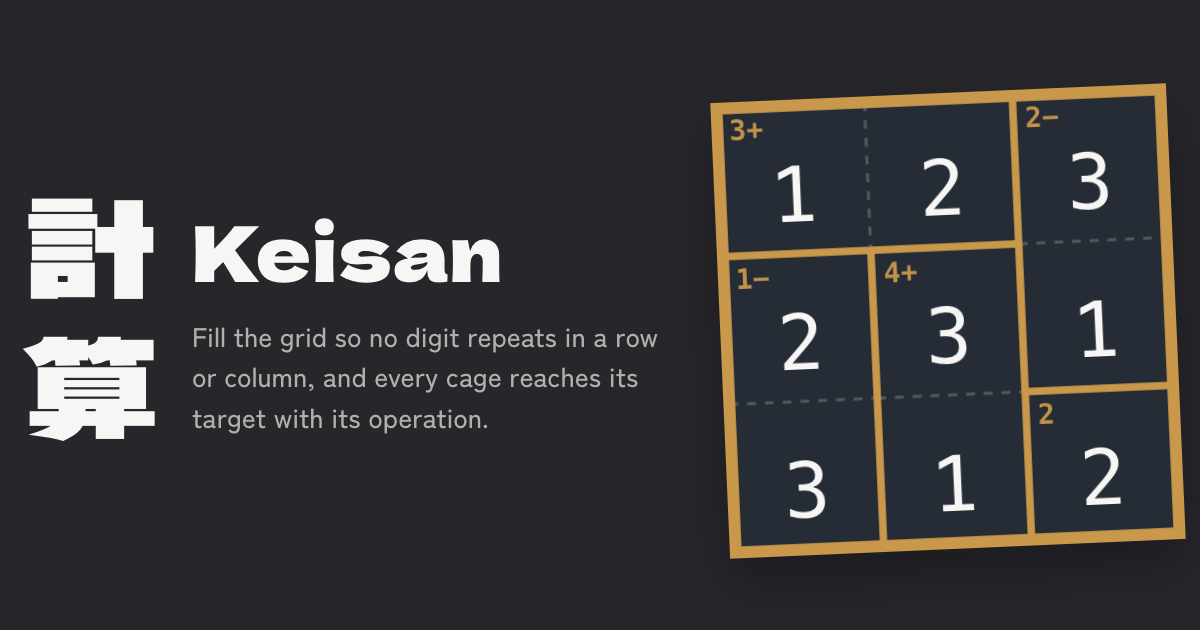 計
算
Keisan
Fill the grid so no digit repeats in a row
or column, and every cage reaches its
target with its operation.
3+ 2−
1 2 3
1− 4+
2 3 1
2
3 1 2